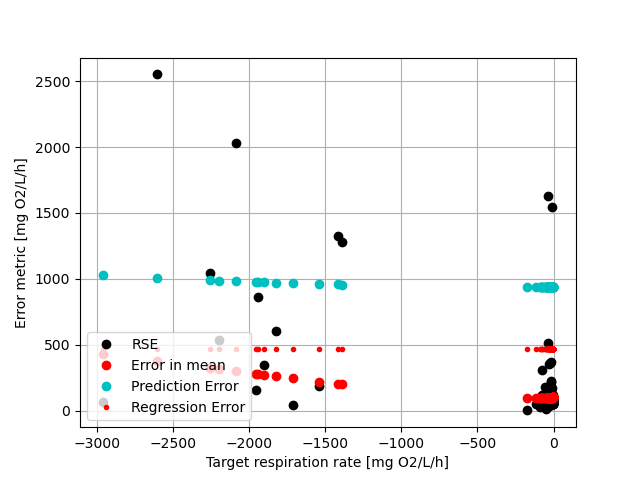 2500
2000
1500
1000
500
0
Error metric [mg O2/L/h]
RSE
Error in mean
Prediction Error
Regression Error
−3000 −2500 −2000 −1500 −1000 −500 0
Target respiration rate [mg O2/L/h]